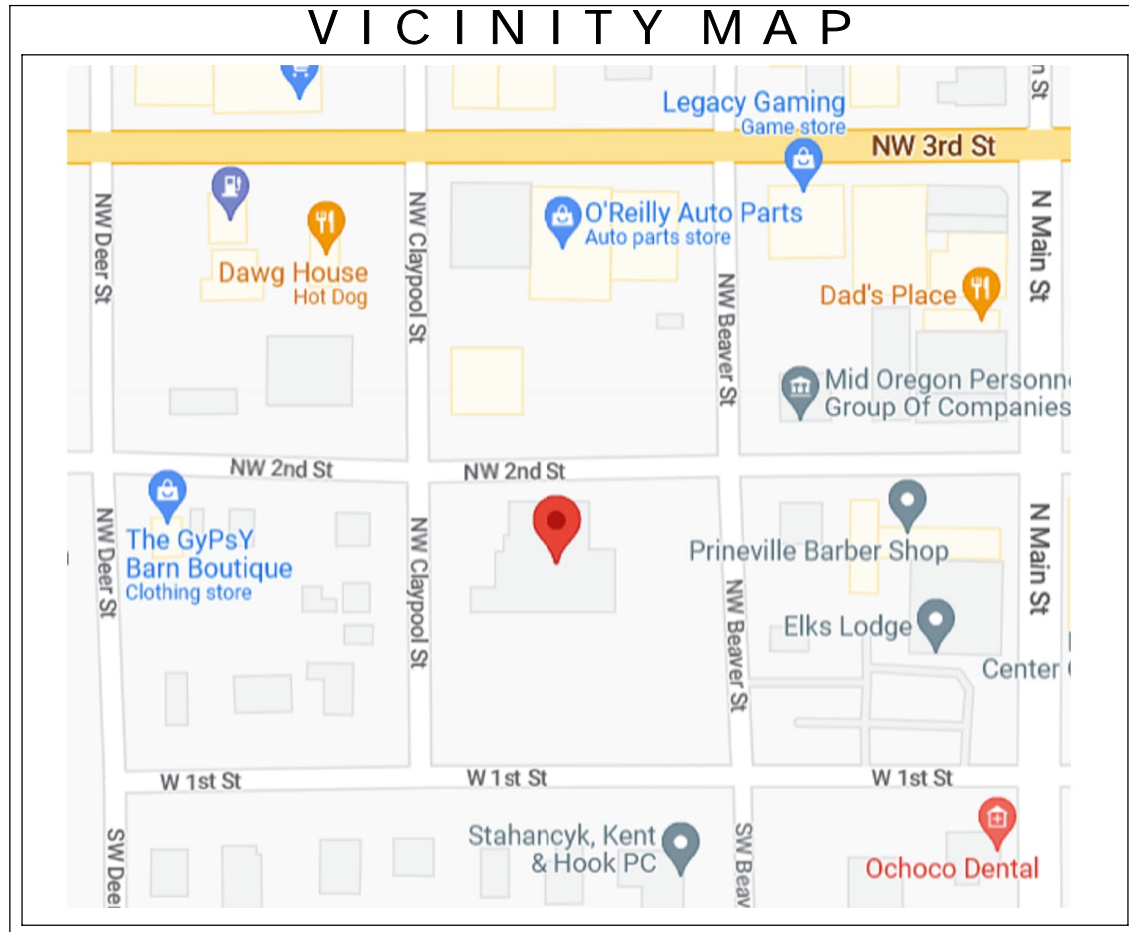 VICINITY MAP
n St
Legacy Gaming
Game store
NW 3rd St
NW Deer St
NW Claypool St
O'Reilly Auto Parts
Auto parts store
N Main St
Dawg House
Hot Dog
NW Beaver St
Dad's Place
Mid Oregon Personne
Group Of Companies
NW 2nd St
NW 2nd St
The GyPsY
Barn Boutique
Clothing store
NW Deer St
NW Claypool St
Prineville Barber Shop
N Main St
NW Beaver St
Elks Lodge
Center
W 1st St
W 1st St
W 1st St
SW Deer
Stahancyk, Kent
& Hook PC
SW Beav
Ochoco Dental